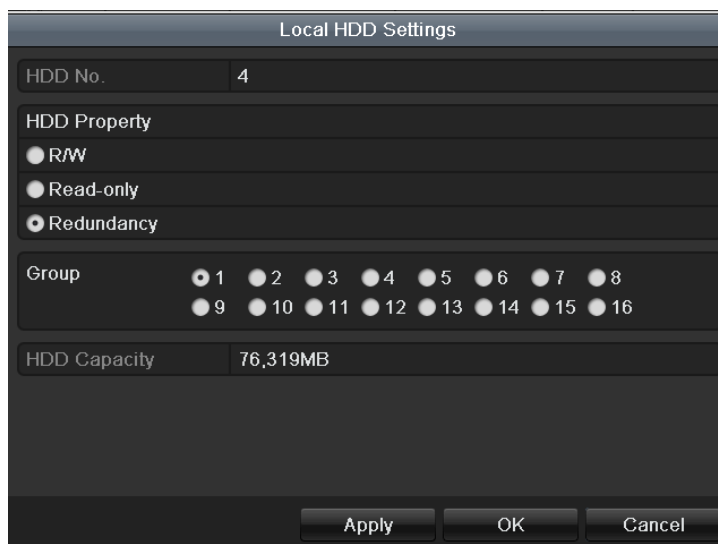 Local HDD Settings
HDD No. 4
HDD Property
R/W
Read-only
Redundancy
Group 1 2 3 4 5 6 7 8
9 10 11 12 13 14 15 16
HDD Capacity 76,319MB
Apply OK Cancel